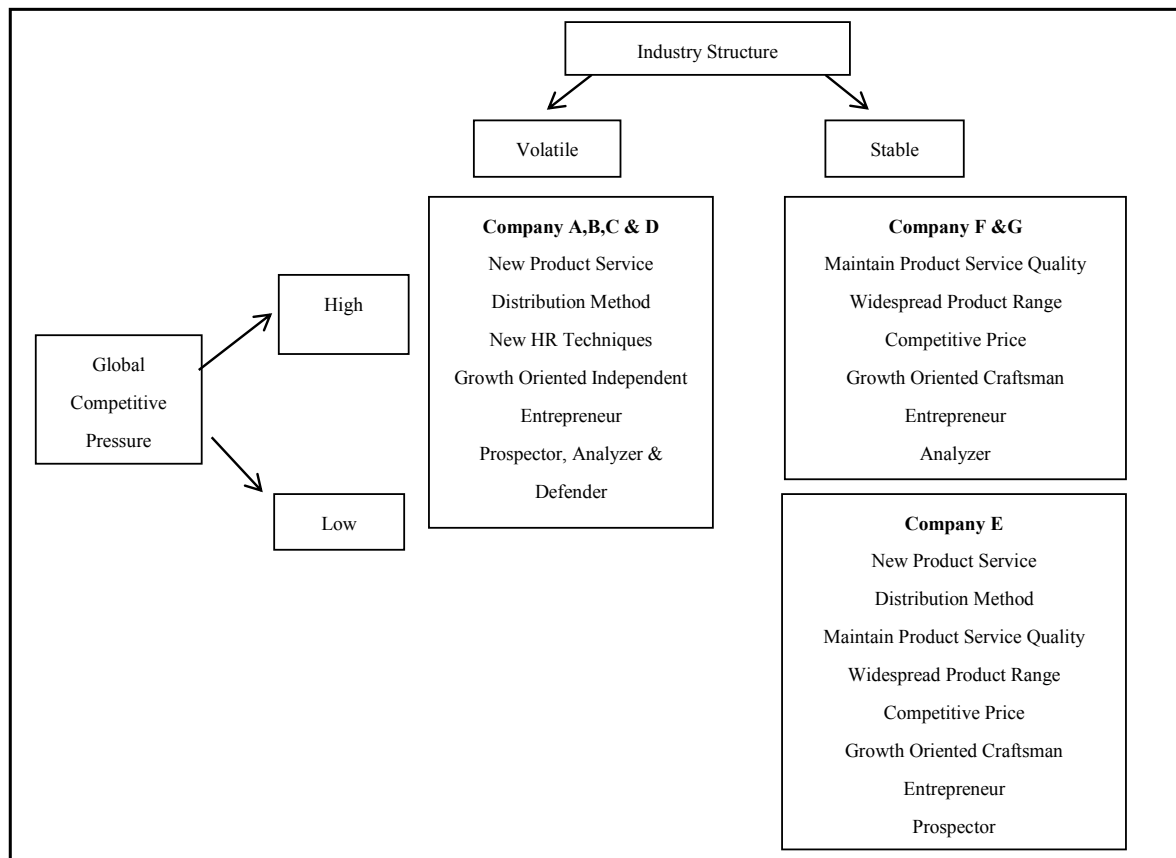 Industry Structure
Volatile
Stable
Company A,B,C & D
New Product Service
Distribution Method
New HR Techniques
Growth Oriented Independent
Entrepreneur
Prospector, Analyzer &
Defender
Company F &G
Maintain Product Service Quality
Widespread Product Range
Competitive Price
Growth Oriented Craftsman
Entrepreneur
Analyzer
High
Global
Competitive
Pressure
Low
Company E
New Product Service
Distribution Method
Maintain Product Service Quality
Widespread Product Range
Competitive Price
Growth Oriented Craftsman
Entrepreneur
Prospector